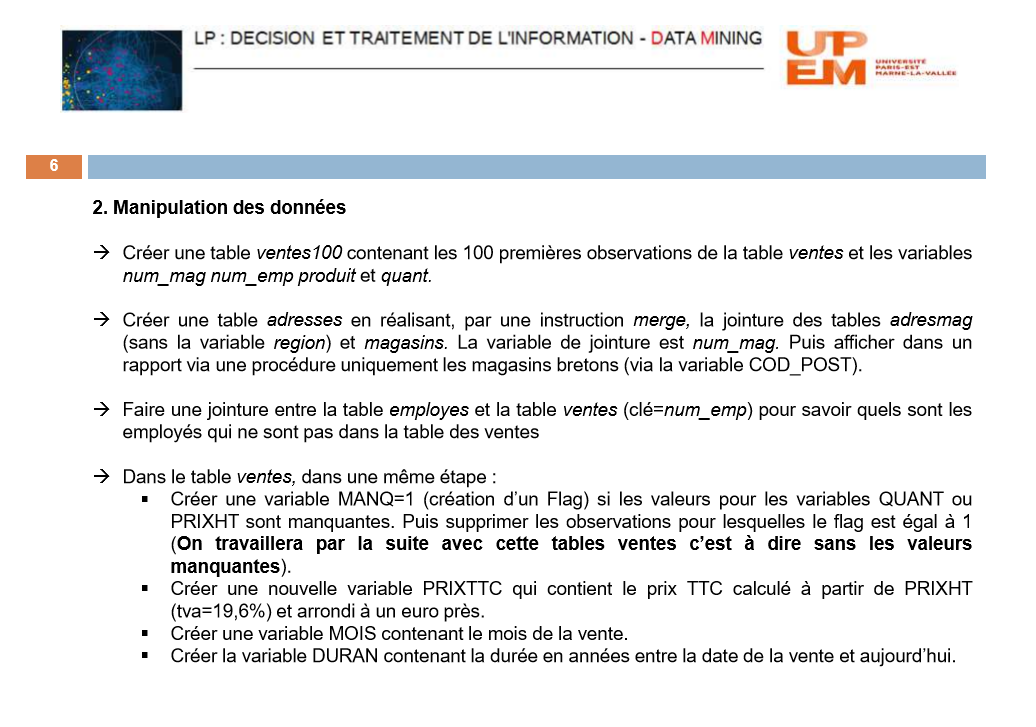 LP : DECISION ET TRAITEMENT DE L'INFORMATION - DATA MINING
UP
EM
UNIVERSITÉ
PARIS-EST
MARNE-LA-VALLÉE
6
2. Manipulation des données
→ Créer une table ventes100 contenant les 100 premières observations de la table ventes et les variables
num_mag num_emp produit et quant.
→ Créer une table adresses en réalisant, par une instruction merge, la jointure des tables adresmag
(sans la variable region) et magasins. La variable de jointure est num_mag. Puis afficher dans un
rapport via une procédure uniquement les magasins bretons (via la variable COD_POST).
→ Faire une jointure entre la table employes et la table ventes (clé=num_emp) pour savoir quels sont les
employés qui ne sont pas dans la table des ventes
→ Dans le table ventes, dans une même étape :
▪ Créer une variable MANQ=1 (création d’un Flag) si les valeurs pour les variables QUANT ou
PRIXHT sont manquantes. Puis supprimer les observations pour lesquelles le flag est égal à 1
(On travaillera par la suite avec cette tables ventes c’est à dire sans les valeurs
manquantes).
▪ Créer une nouvelle variable PRIXTTC qui contient le prix TTC calculé à partir de PRIXHT
(tva=19,6%) et arrondi à un euro près.
▪ Créer une variable MOIS contenant le mois de la vente.
▪ Créer la variable DURAN contenant la durée en années entre la date de la vente et aujourd’hui.